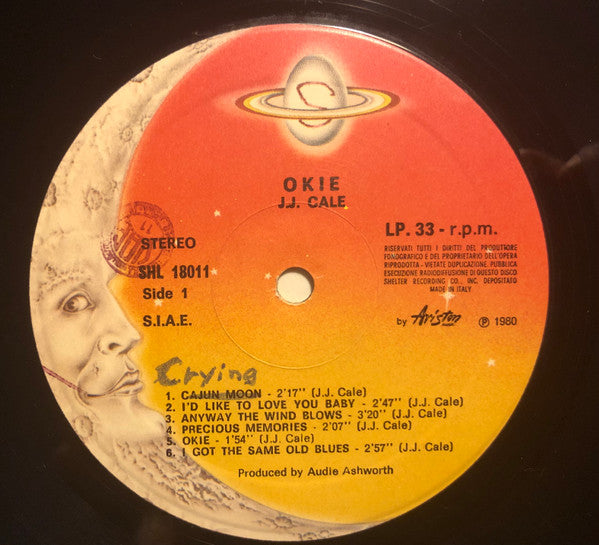 OKIE
J.J. CALE
STEREO
SHL 18011
Side 1
S.I.A.E.
LP. 33 - r.p.m.
RISERVATI TUTTI I DIRITTI DEL PRODUTTORE
FONOGRAFICO E DEL PROPRIETARIO DELL'OPERA
RIPRODOTTA - VIETATE DUPLICAZIONE. PUBBLICA
ESECUZIONE RADIODIFFUSIONE DI QUESTO DISCO
SHELTER RECORDING CO., INC. DEPOSITATO
MADE IN ITALY
by Ariston ℗ 1980
Crying
1. CAJUN MOON - 2'17'' (J.J. Cale)
2. I'D LIKE TO LOVE YOU BABY - 2'47'' (J.J. Cale)
3. ANYWAY THE WIND BLOWS - 3'20'' (J.J. Cale)
4. PRECIOUS MEMORIES - 2'07'' (J.J. Cale)
5. OKIE - 1'54'' (J.J. Cale)
6. I GOT THE SAME OLD BLUES - 2'57'' (J.J. Cale)
Produced by Audie Ashworth